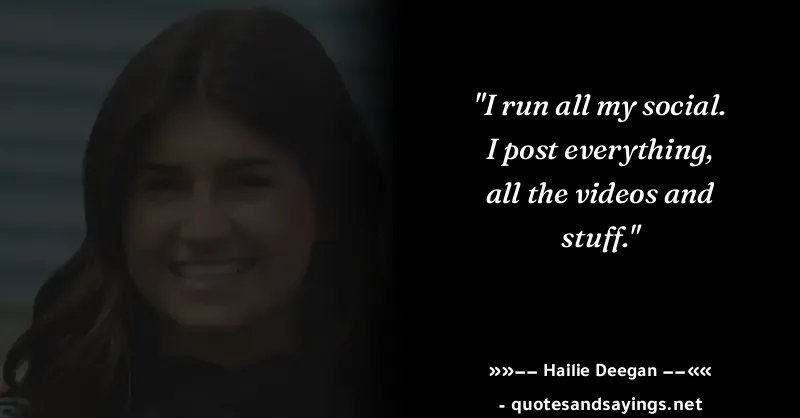 "I run all my social.
I post everything,
all the videos and
stuff."
»»−− Hailie Deegan −−««
- quotesandsayings.net